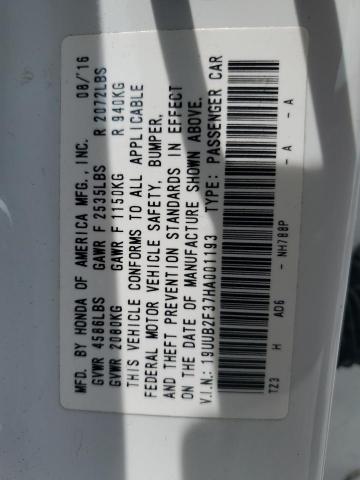 MFD. BY HONDA OF AMERICA MFG., INC. 08/'16
GVWR 4586LBS GAWR F 2535LBS R 2072LBS
GVWR 2080KG GAWR F 1150KG R 940KG
THIS VEHICLE CONFORMS TO ALL APPLICABLE
FEDERAL MOTOR VEHICLE SAFETY, BUMPER,
AND THEFT PREVENTION STANDARDS IN EFFECT
ON THE DATE OF MANUFACTURE SHOWN ABOVE.
V.I.N.: 19UUB2F37HA001193 TYPE: PASSENGER CAR
TZ3 H AD6 - NH788P - A - A